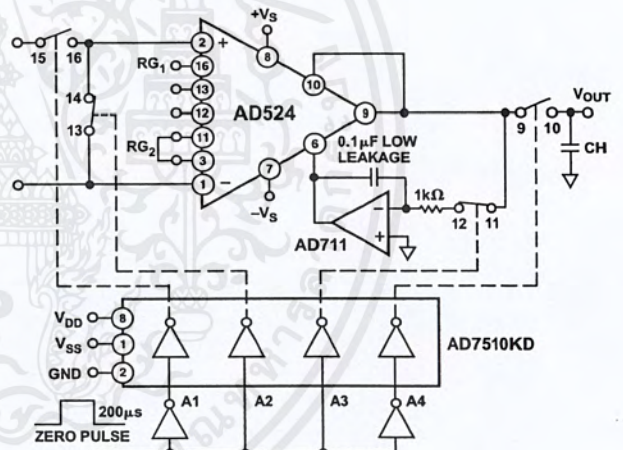 +VS
15 16
2 +
8
RG1
16
14
13
10
12
AD524
9
VOUT
9 10
13
11
RG2
3
6
0.1µF LOW
LEAKAGE
CH
1 −
7
−VS
1kΩ
−
+
12 11
AD711
VDD 8
VSS 1
GND 2
AD7510KD
200µs
ZERO PULSE
A1 A2 A3 A4